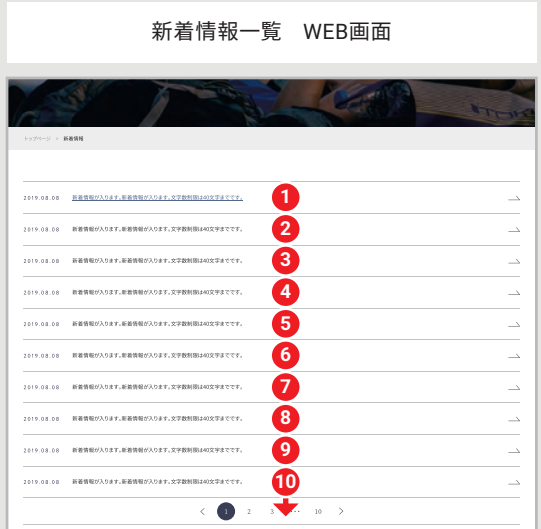 新着情報一覧　WEB画面
トップページ > 新着情報
2019.08.08 新着情報が入ります。新着情報が入ります。文字数制限は40文字までです。 1
2019.08.08 新着情報が入ります。新着情報が入ります。文字数制限は40文字までです。 2
2019.08.08 新着情報が入ります。新着情報が入ります。文字数制限は40文字までです。 3
2019.08.08 新着情報が入ります。新着情報が入ります。文字数制限は40文字までです。 4
2019.08.08 新着情報が入ります。新着情報が入ります。文字数制限は40文字までです。 5
2019.08.08 新着情報が入ります。新着情報が入ります。文字数制限は40文字までです。 6
2019.08.08 新着情報が入ります。新着情報が入ります。文字数制限は40文字までです。 7
2019.08.08 新着情報が入ります。新着情報が入ります。文字数制限は40文字までです。 8
2019.08.08 新着情報が入ります。新着情報が入ります。文字数制限は40文字までです。 9
2019.08.08 新着情報が入ります。新着情報が入ります。文字数制限は40文字までです。 10
< 1 2 3 ... 10 >